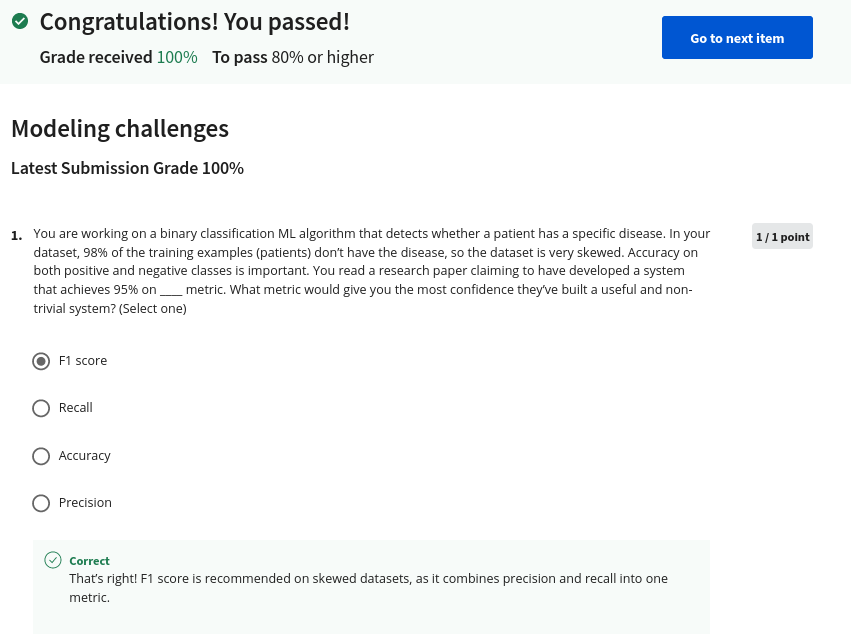 Congratulations! You passed!
Grade received 100% To pass 80% or higher
Go to next item
Modeling challenges
Latest Submission Grade 100%
1. You are working on a binary classification ML algorithm that detects whether a patient has a specific disease. In your
dataset, 98% of the training examples (patients) don’t have the disease, so the dataset is very skewed. Accuracy on
both positive and negative classes is important. You read a research paper claiming to have developed a system
that achieves 95% on ____ metric. What metric would give you the most confidence they’ve built a useful and non-
trivial system? (Select one)
1 / 1 point
F1 score
Recall
Accuracy
Precision
Correct
That’s right! F1 score is recommended on skewed datasets, as it combines precision and recall into one
metric.